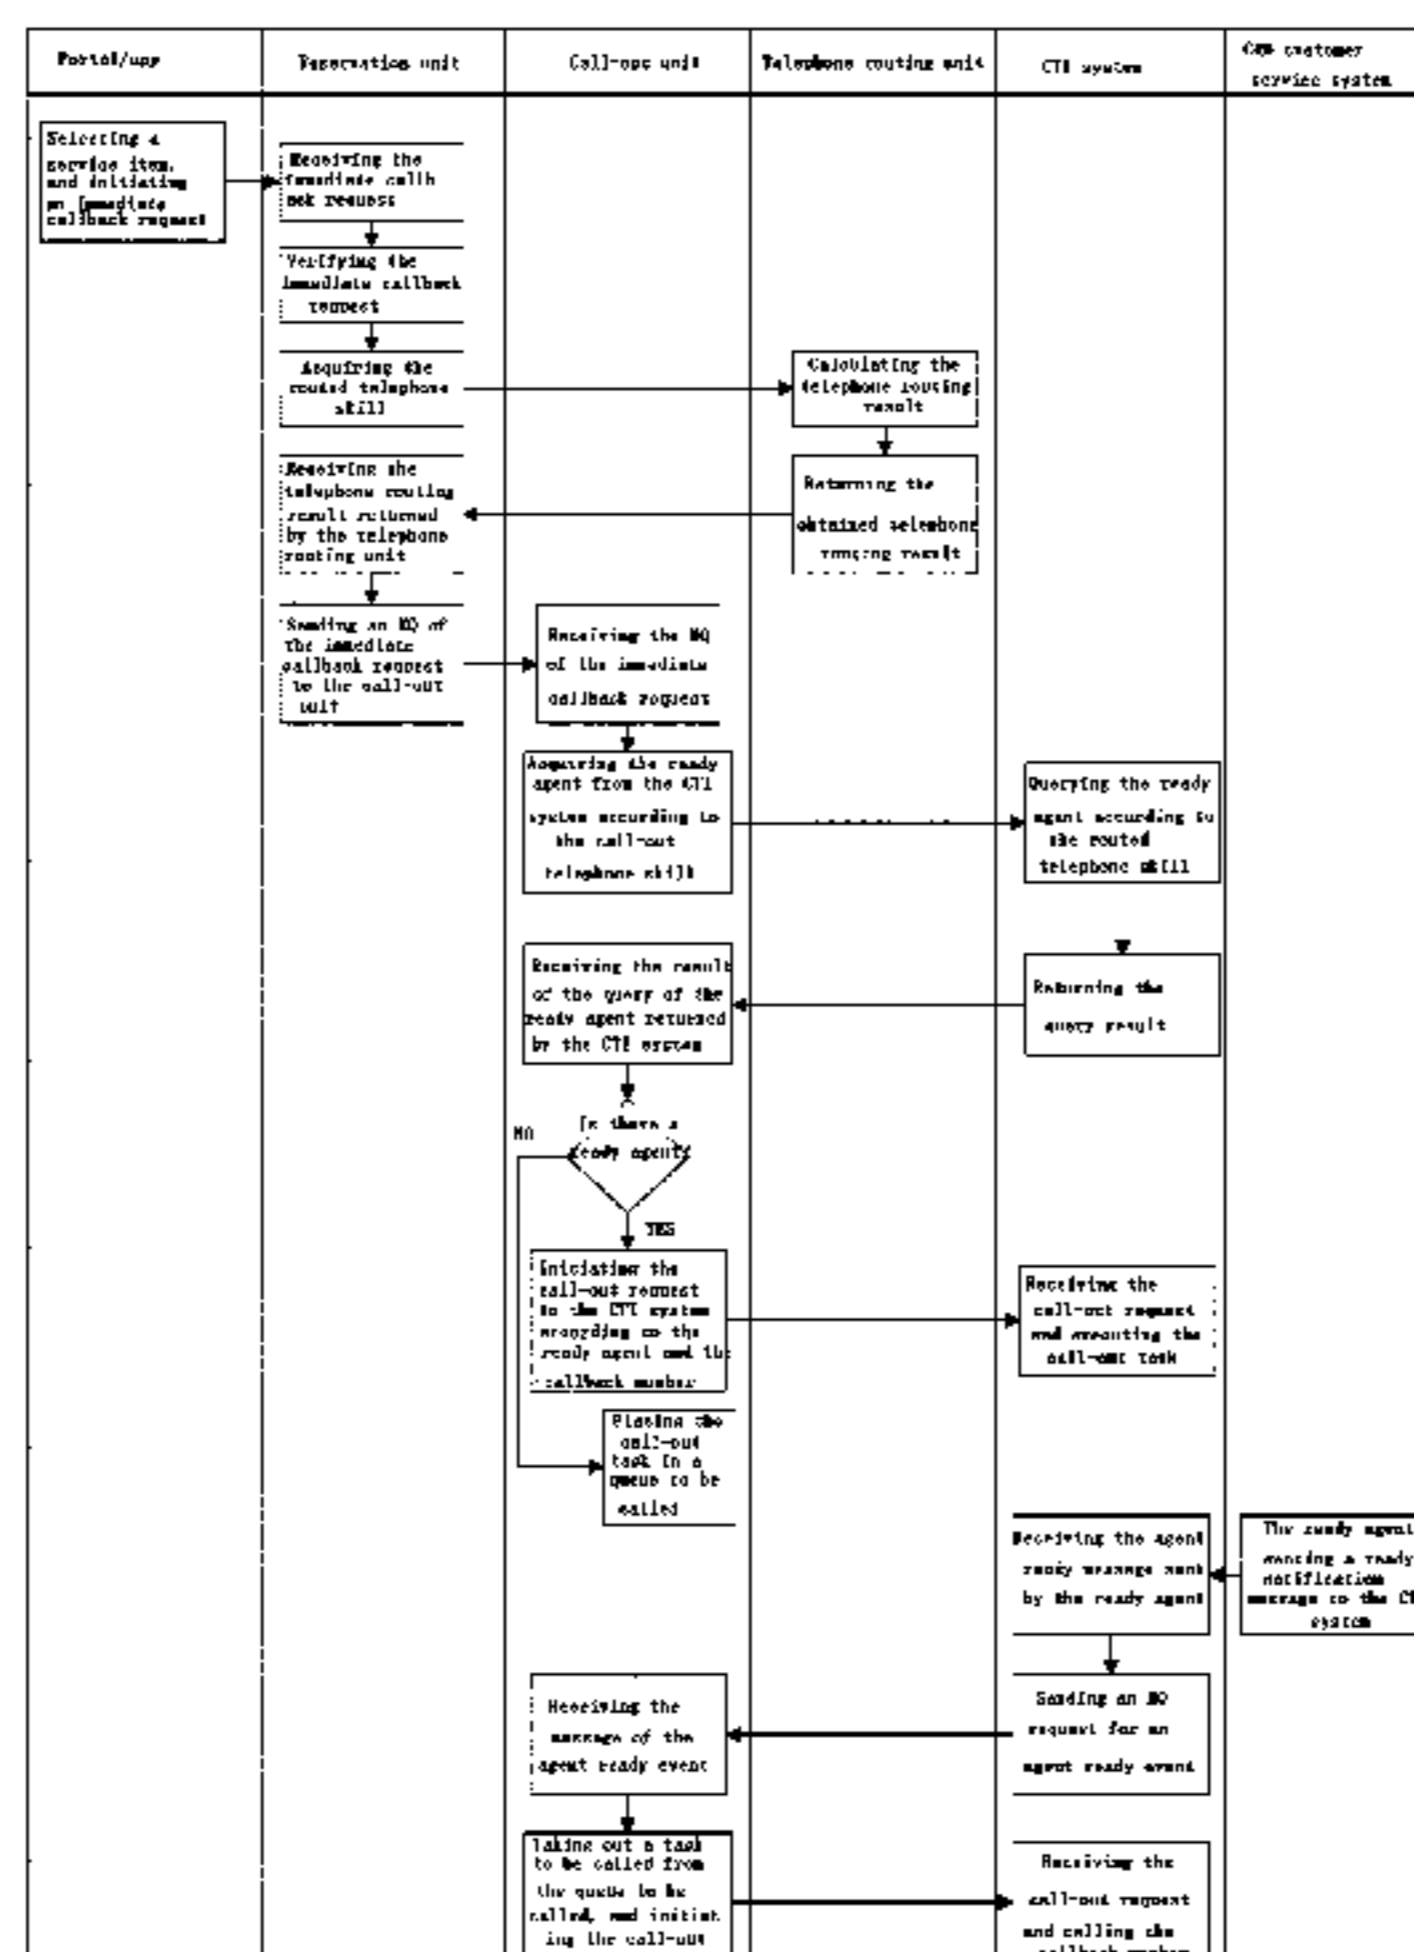 Portal/app
Reservation unit
Call-out unit
Telephone routing unit
CTI system
customer
service system
Selecting a
service item,
and initiating
an immediate
callback request
Receiving the
immediate callb
ack request
Verifying the
immediate callback
request
Acquiring the
routed telephone
skill
Calculating the
telephone routing
result
Receiving the
telephone routing
result returned
by the telephone
routing unit
Returning the
obtained telephone
routing result
Sending an MQ of
the immediate
callback request
to the call-out
unit
Receiving the MQ
of the immediate
callback request
Acquiring the ready
agent from the CTI
system according to
the call-out
telephone skill
Querying the ready
agent according to
the routed
telephone skill
Receiving the result
of the query of the
ready agent returned
by the CTI system
Returning the
query result
Is there a
ready agent?
NO
YES
Initiating the
call-out request
to the CTI system
according to the
ready agent and the
callback number
Receiving the
call-out request
and executing the
call-out task
Placing the
call-out
task in a
queue to be
called
Receiving the agent
ready message sent
by the ready agent
The ready agent
sending a ready
notification
message to the CT
system
Receiving the
message of the
agent ready event
Sending an MQ
request for an
agent ready event
Taking out a task
to be called from
the queue to be
called, and initiat
ing the call-out
Receiving the
call-out request
and calling the
callback number